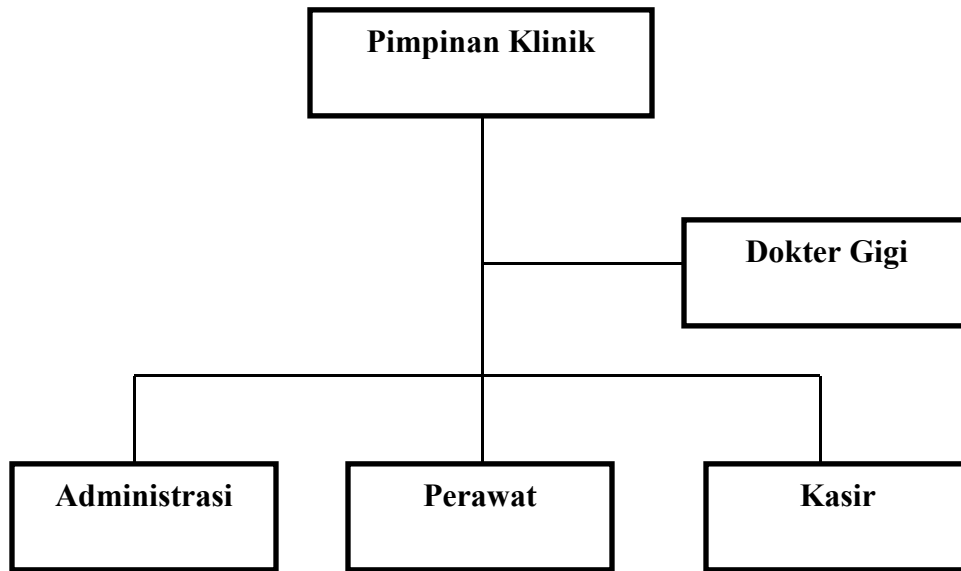 Pimpinan Klinik
Dokter Gigi
Administrasi
Perawat
Kasir